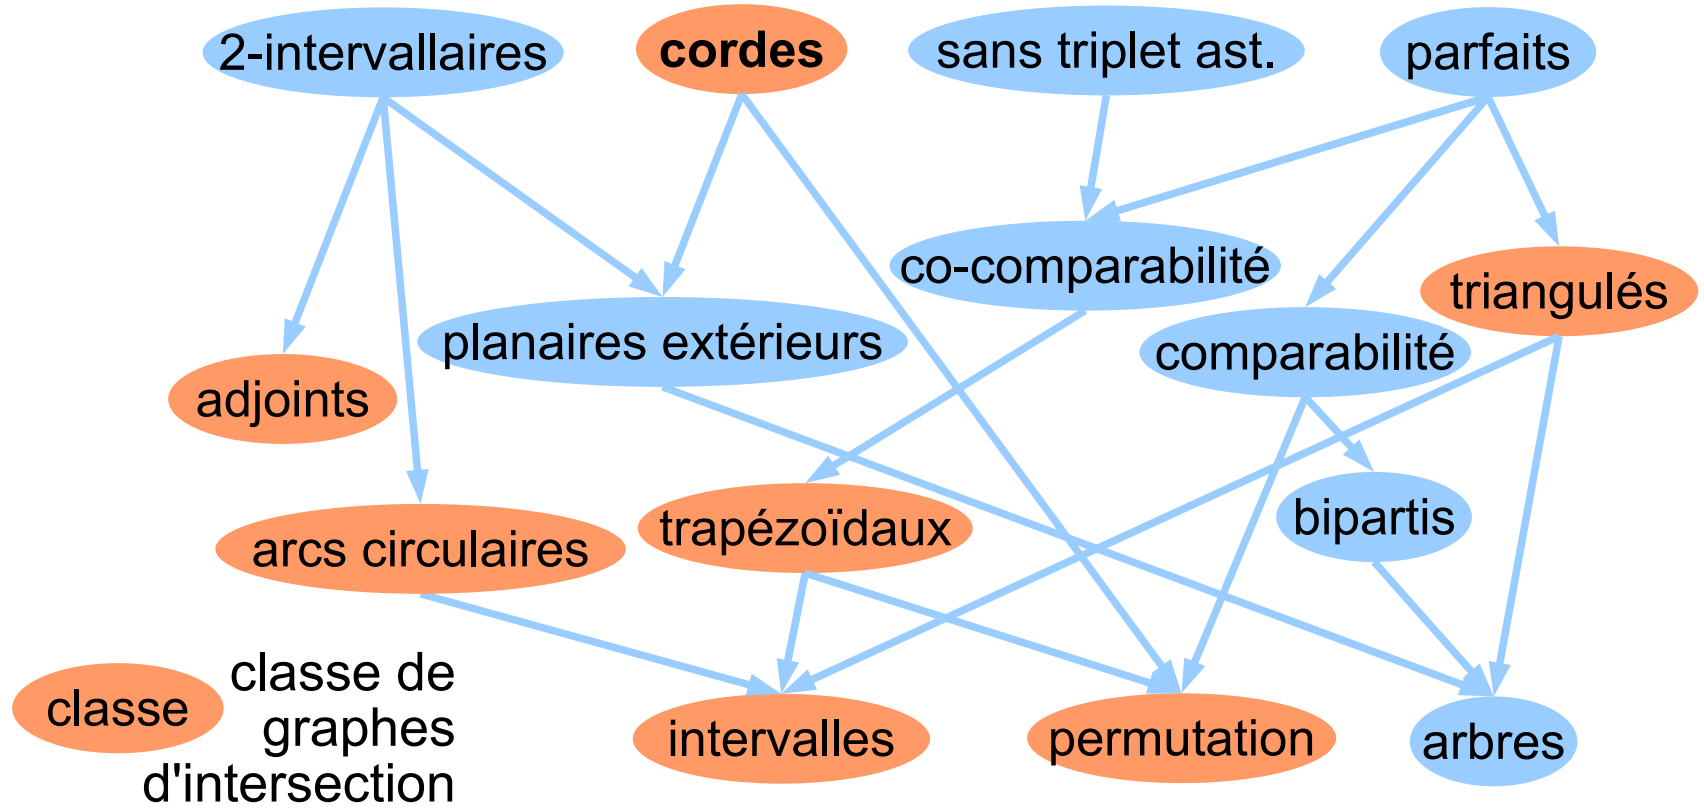 2-intervallaires
cordes
sans triplet ast.
parfaits
co-comparabilité
triangulés
planaires extérieurs
comparabilité
adjoints
bipartis
trapézoïdaux
arcs circulaires
classe
classe de
graphes
d'intersection
intervalles
permutation
arbres